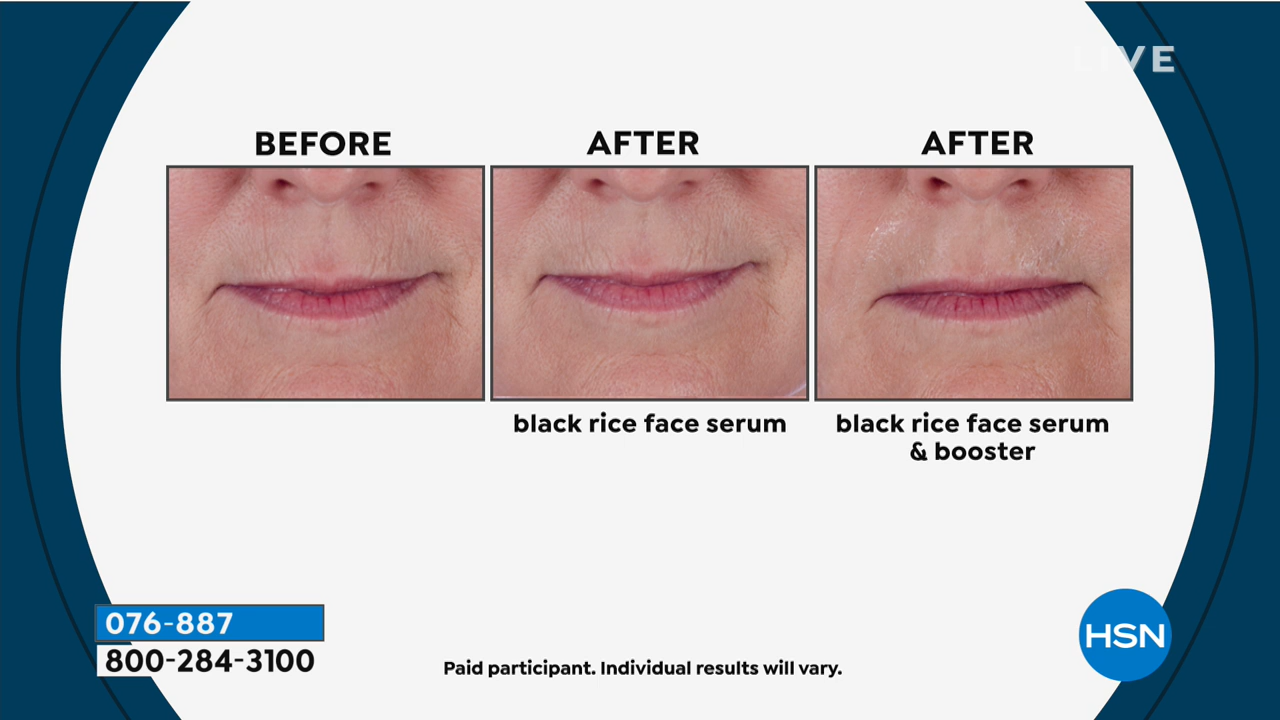 LIVE
BEFORE
AFTER
AFTER
black rice face serum
black rice face serum
& booster
076-887
800-284-3100
Paid participant. Individual results will vary.
HSN